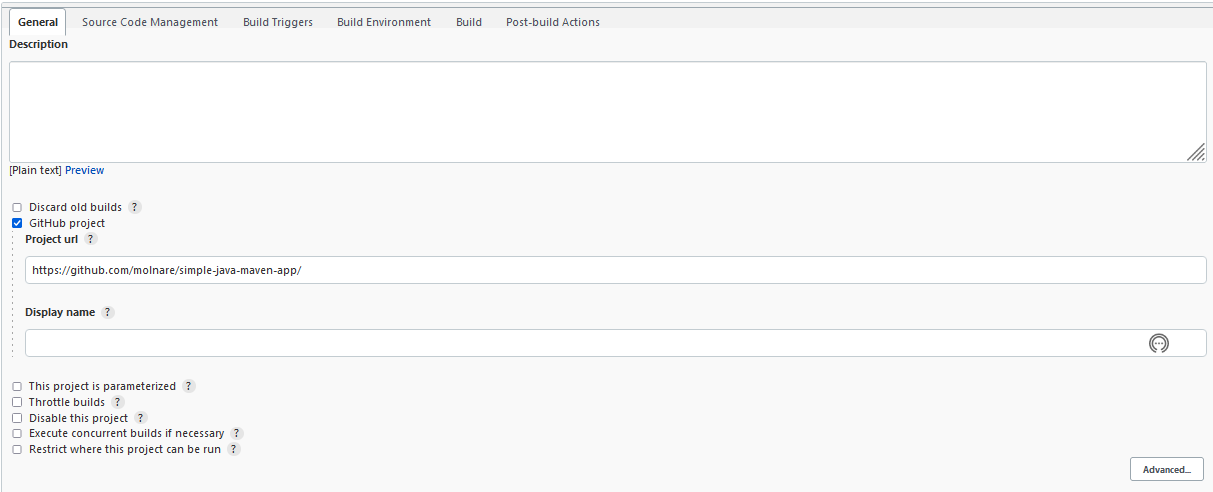 General Source Code Management Build Triggers Build Environment Build Post-build Actions
Description
[Plain text] Preview
Discard old builds ?
GitHub project
Project url ?
https://github.com/molnare/simple-java-maven-app/
Display name ?
This project is parameterized ?
Throttle builds ?
Disable this project ?
Execute concurrent builds if necessary ?
Restrict where this project can be run ?
Advanced...